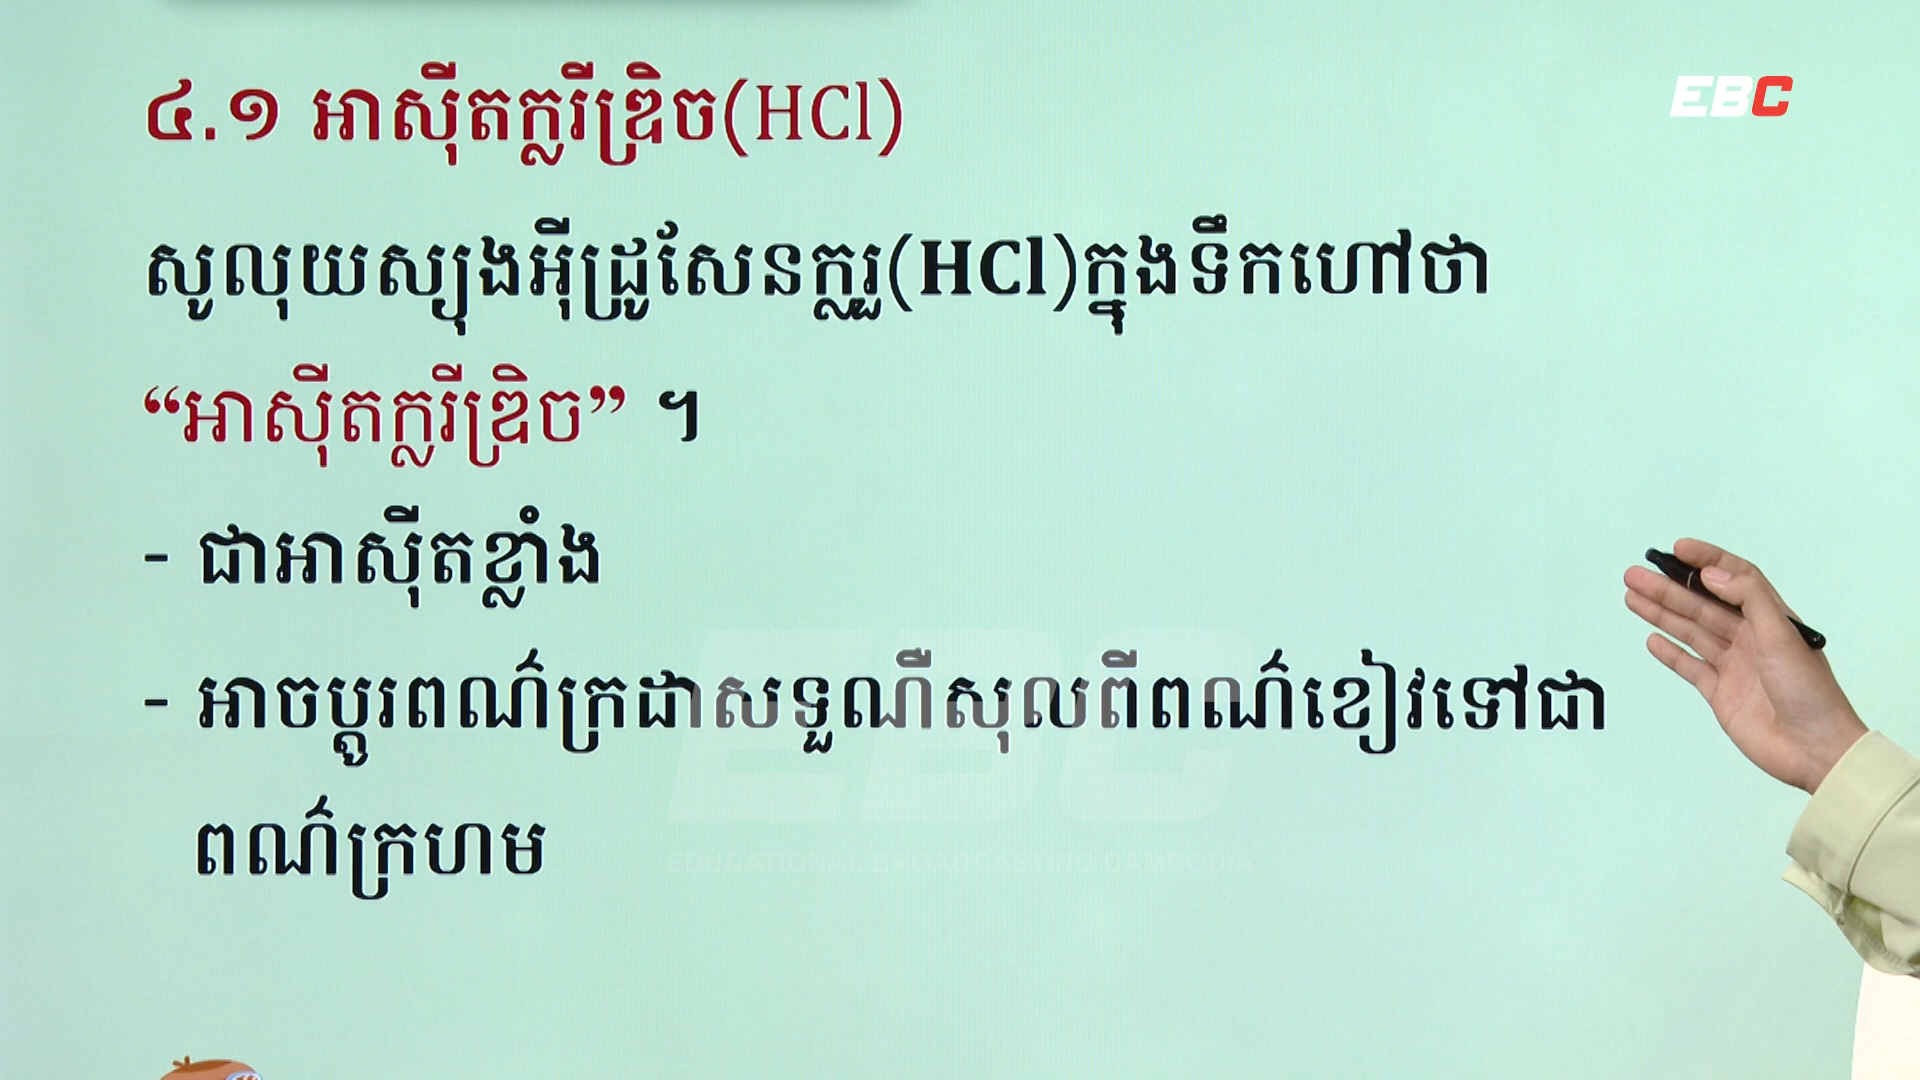 ៤.១ អាស៊ីតក្លរីឌ្រិច(HCl)
EBC
សូលុយស្យុងអ៊ីដ្រូសែនក្លរួ(HCl)ក្នុងទឹកហៅថា
“អាស៊ីតក្លរីឌ្រិច” ។
- ជាអាស៊ីតខ្លាំង
- អាចប្តូរពណ៌ក្រដាសទួណឺសុលពីពណ៌ខៀវទៅជា
ពណ៌ក្រហម
EBC
EDUCATIONAL BROADCASTING CAMBODIA